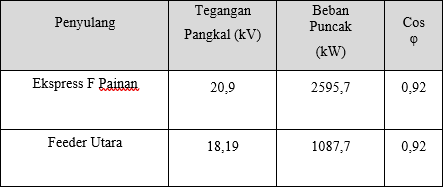 Penyulang
Tegangan
Pangkal (kV)
Beban
Puncak
(kW)
Cos
φ
Ekspress F Painan
20,9
2595,7
0,92
Feeder Utara
18,19
1087,7
0,92